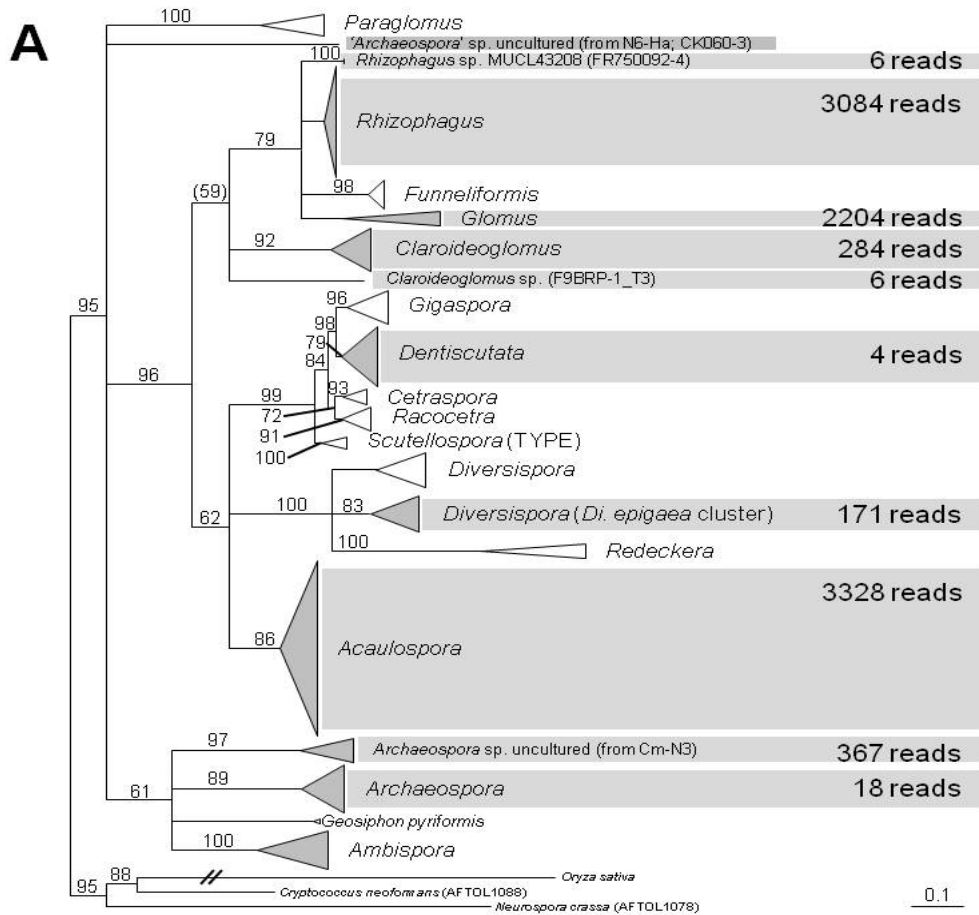 A
100 Paraglomus
'Archaeospora' sp. uncultured (from N6-Ha; CK060-3)
100 Rhizophagus sp. MUCL43208 (FR750092-4) 6 reads
3084 reads
Rhizophagus
79
(59)
98 Funneliformis
Glomus 2204 reads
92 Claroideoglomus 284 reads
Claroideoglomus sp. (F9BRP-1_T3) 6 reads
95
96 Gigaspora
98
79 Dentiscutata 4 reads
84
96
99
93 Cetraspora
72 Racocetra
91
100 Scutellospora (TYPE)
Diversispora
62
100 83 Diversispora (Di. epigaea cluster) 171 reads
100 Redeckera
3328 reads
86 Acaulospora
97 Archaeospora sp. uncultured (from Cm-N3) 367 reads
89 Archaeospora 18 reads
61
Geosiphon pyriformis
100 Ambispora
88 Oryza sativa
95 Cryptococcus neoformans (AFTOL1088)
Neurospora crassa (AFTOL1078)
0.1